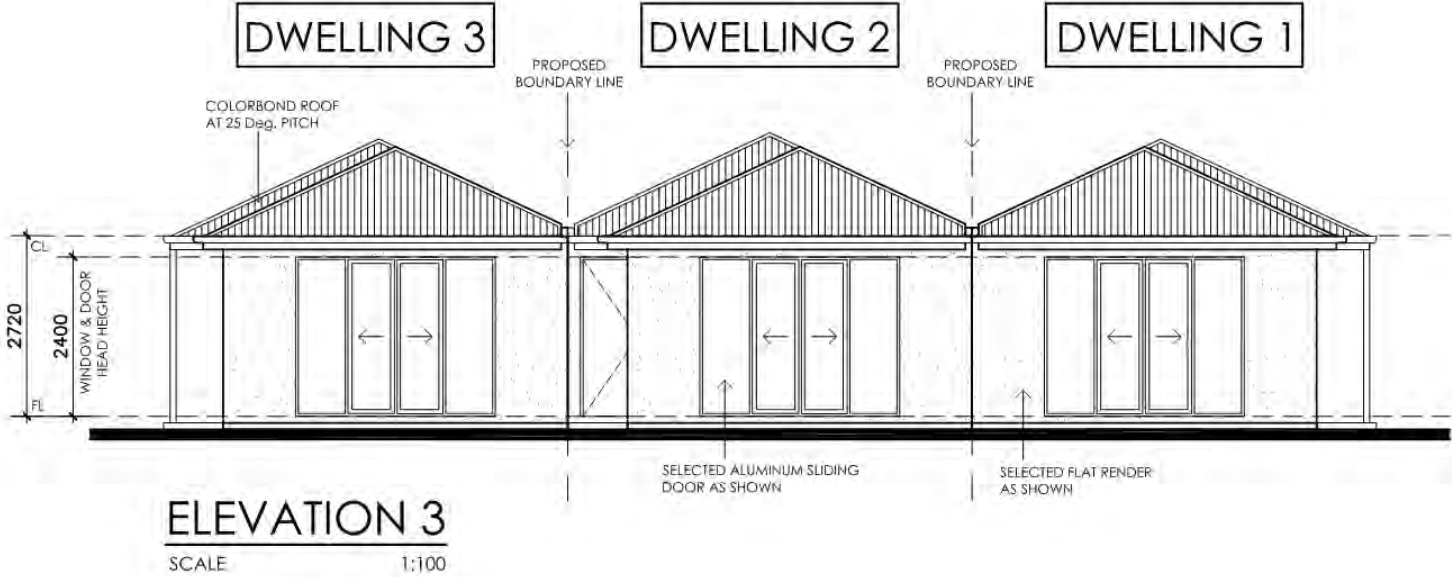 DWELLING 3
DWELLING 2
DWELLING 1
PROPOSED
BOUNDARY LINE
PROPOSED
BOUNDARY LINE
COLORBOND ROOF
AT 25 Deg. PITCH
CL
2720
2400
WINDOW & DOOR
HEAD HEIGHT
FL
SELECTED ALUMINUM SLIDING
DOOR AS SHOWN
SELECTED FLAT RENDER
AS SHOWN
ELEVATION 3
SCALE 1:100